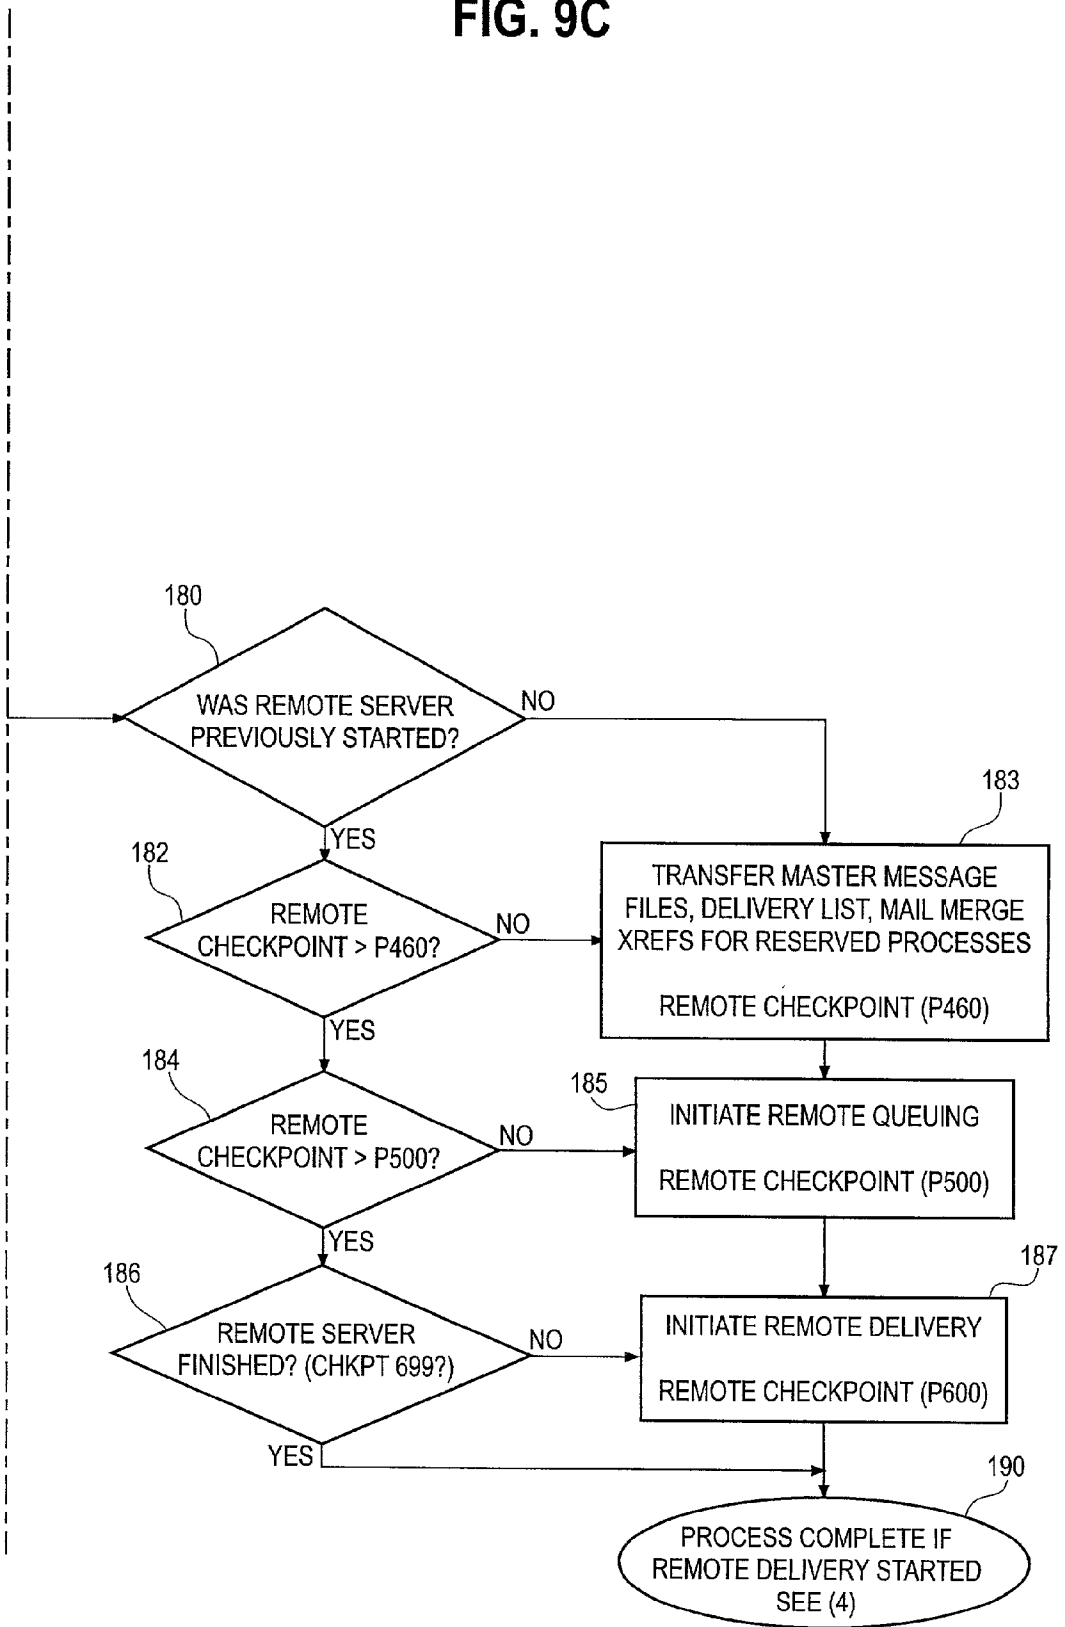 FIG. 9C
180
WAS REMOTE SERVER
PREVIOUSLY STARTED?
NO
YES
183
TRANSFER MASTER MESSAGE
FILES, DELIVERY LIST, MAIL MERGE
XREFS FOR RESERVED PROCESSES
REMOTE CHECKPOINT (P460)
182
REMOTE
CHECKPOINT > P460?
NO
YES
184
REMOTE
CHECKPOINT > P500?
NO
YES
185
INITIATE REMOTE QUEUING
REMOTE CHECKPOINT (P500)
186
REMOTE SERVER
FINISHED? (CHKPT 699?)
NO
YES
187
INITIATE REMOTE DELIVERY
REMOTE CHECKPOINT (P600)
190
PROCESS COMPLETE IF
REMOTE DELIVERY STARTED
SEE (4)